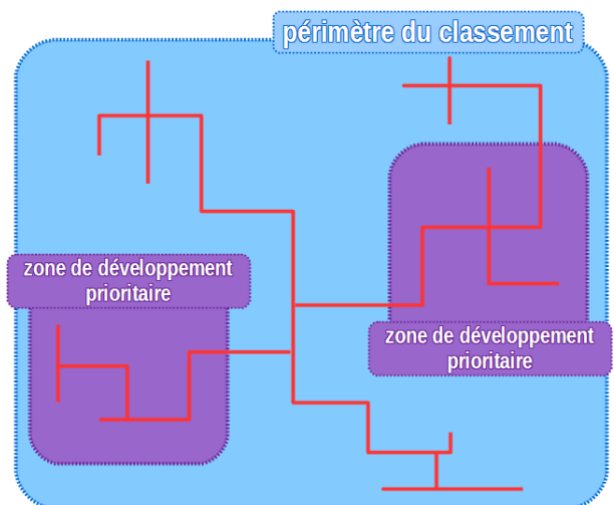 périmètre du classement
zone de développement
prioritaire
zone de développement
prioritaire